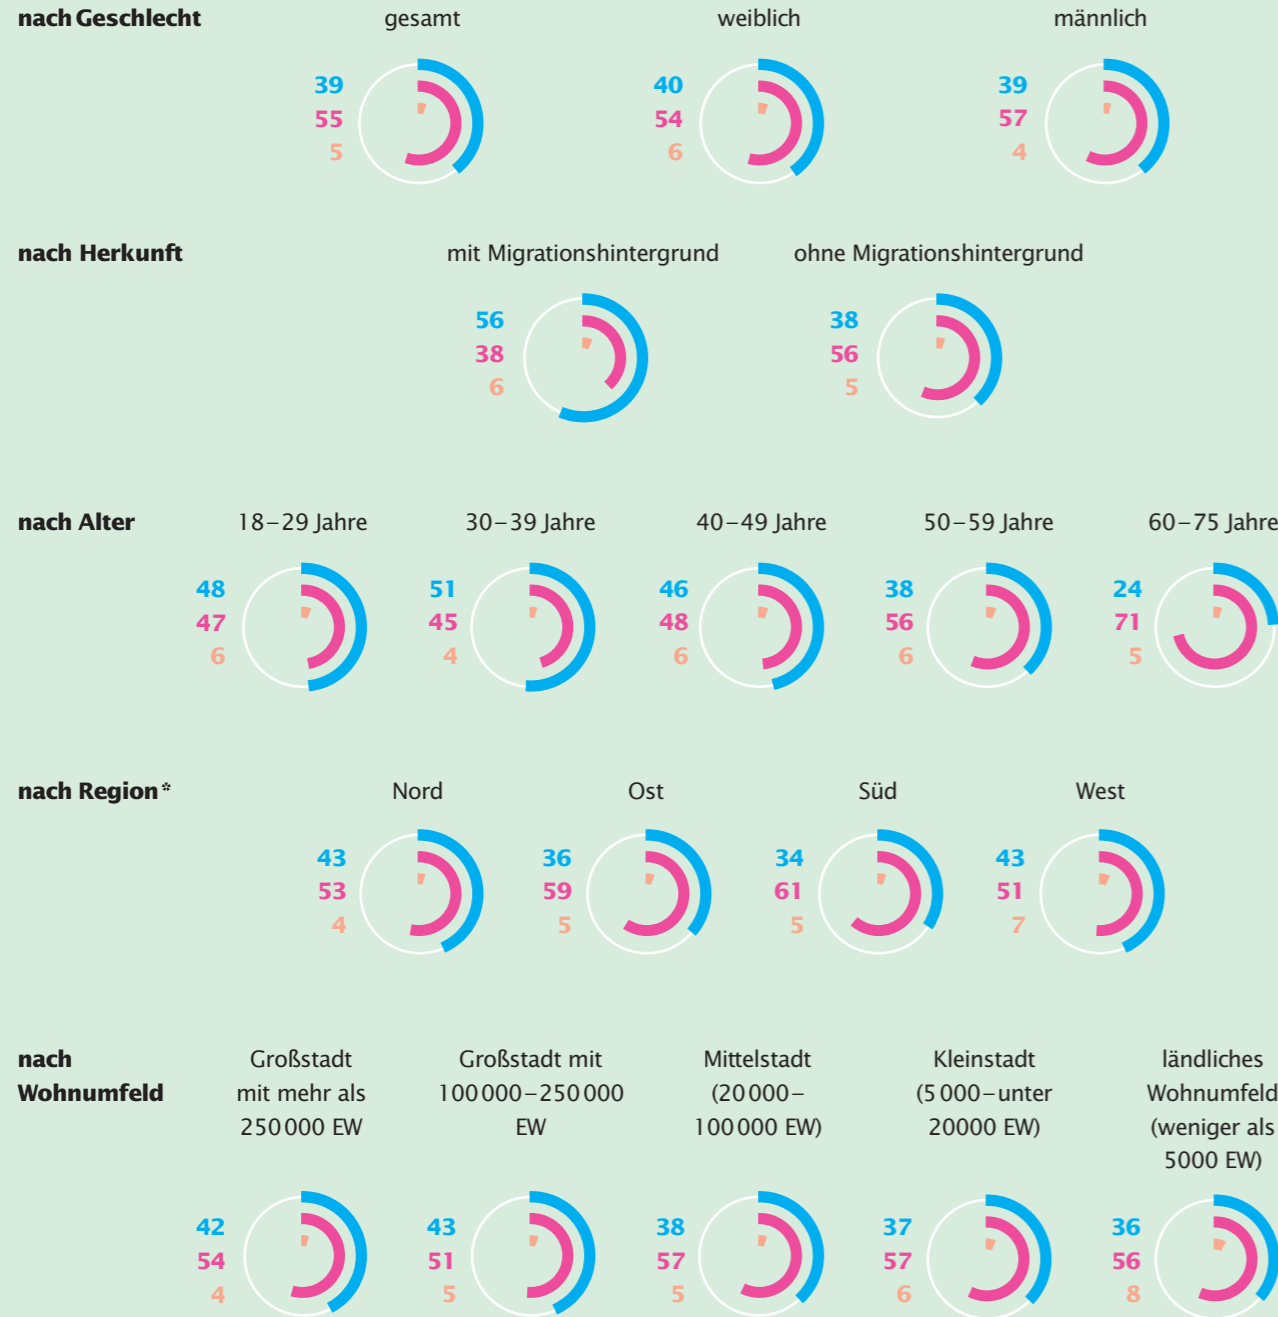 nach Geschlecht gesamt weiblich männlich
39 40 39
55 54 57
5 6 4
nach Herkunft mit Migrationshintergrund ohne Migrationshintergrund
56 38
38 56
6 5
nach Alter 18–29 Jahre 30–39 Jahre 40–49 Jahre 50–59 Jahre 60–75 Jahre
48 51 46 38 24
47 45 48 56 71
6 4 6 6 5
nach Region* Nord Ost Süd West
43 36 34 43
53 59 61 51
4 5 5 7
nach Großstadt Großstadt mit Mittelstadt Kleinstadt ländliches
Wohnumfeld mit mehr als 100 000–250 000 (20 000– (5 000–unter Wohnumfeld
250 000 EW EW 100 000 EW) 20000 EW) (weniger als
5000 EW)
42 43 38 37 36
54 51 57 57 56
4 5 5 6 8